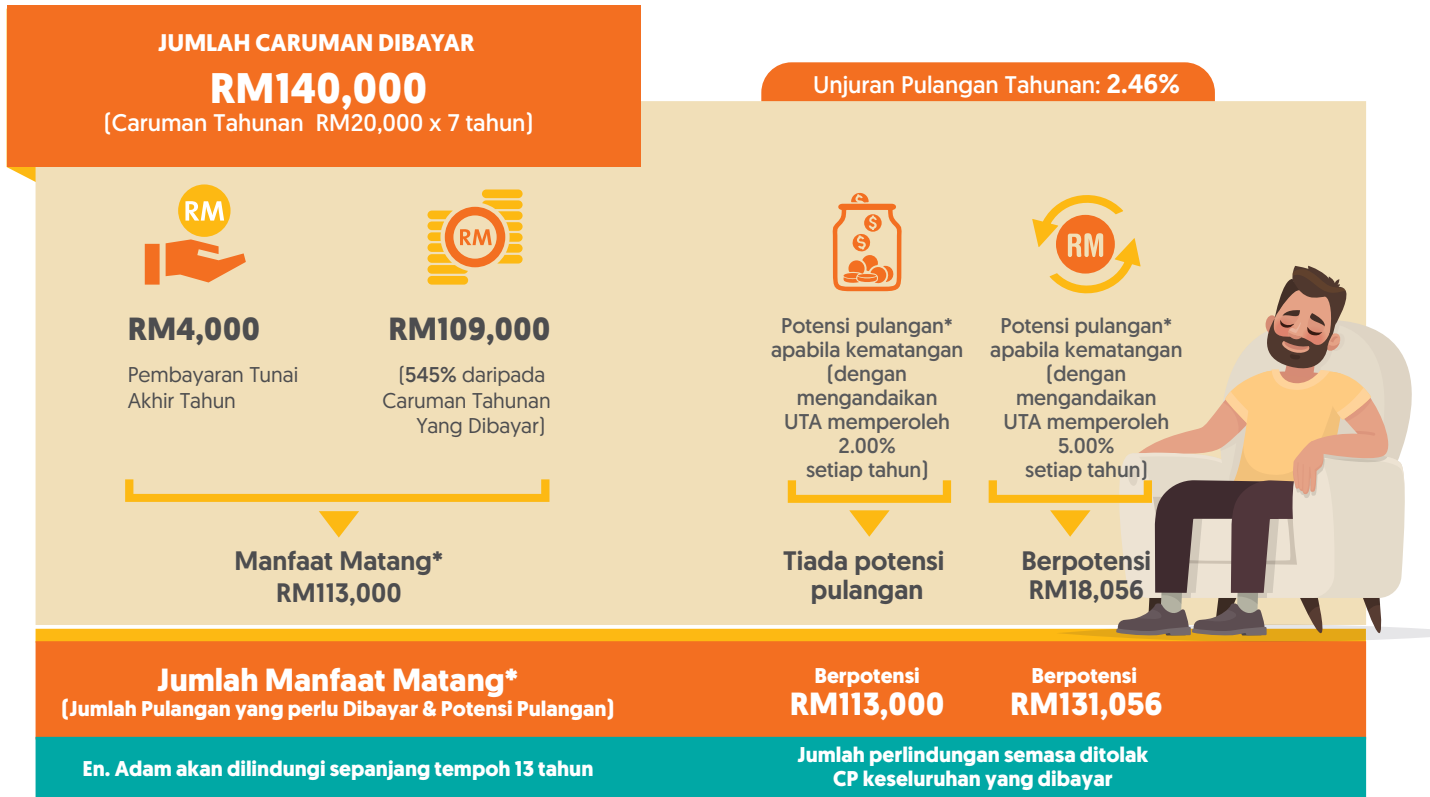 JUMLAH CARUMAN DIBAYAR
RM140,000
(Caruman Tahunan RM20,000 x 7 tahun)
Unjuran Pulangan Tahunan: 2.46%
RM
RM4,000
Pembayaran Tunai
Akhir Tahun
RM
RM109,000
(545% daripada
Caruman Tahunan
Yang Dibayar)
Manfaat Matang*
RM113,000
$
$
$
Potensi pulangan*
apabila kematangan
(dengan
mengandaikan
UTA memperoleh
2.00%
setiap tahun)
Tiada potensi
pulangan
RM
Potensi pulangan*
apabila kematangan
(dengan
mengandaikan
UTA memperoleh
5.00%
setiap tahun)
Berpotensi
RM18,056
Jumlah Manfaat Matang*
(Jumlah Pulangan yang perlu Dibayar & Potensi Pulangan)
Berpotensi
RM113,000
Berpotensi
RM131,056
En. Adam akan dilindungi sepanjang tempoh 13 tahun
Jumlah perlindungan semasa ditolak
CP keseluruhan yang dibayar